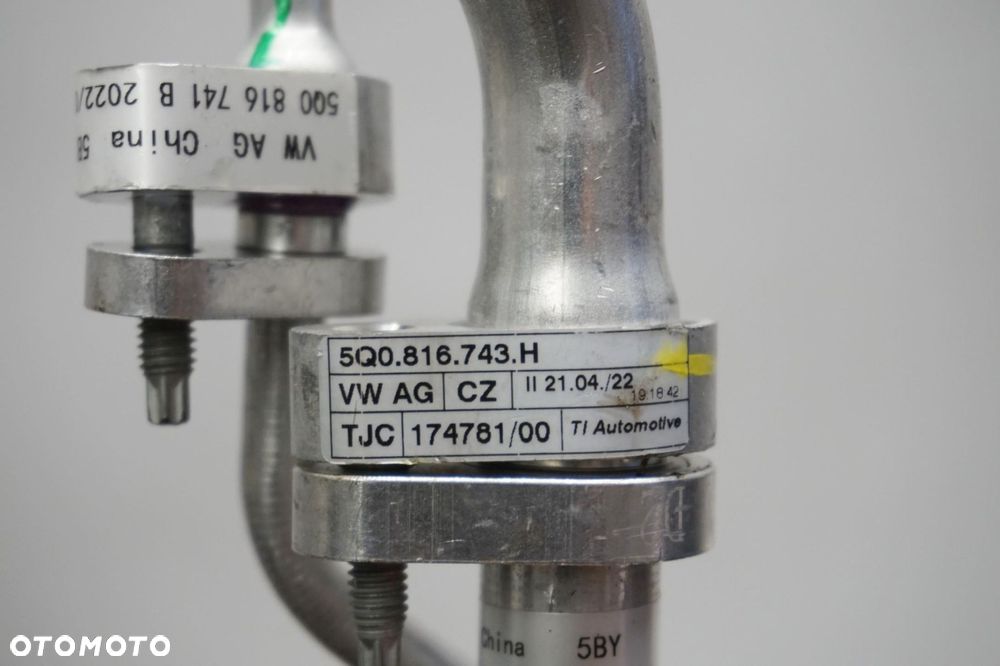 5Q0 816 741 B 2022/
VW AG China
5Q0.816.743.H
VW AG CZ II 21.04./22 19:18:42
TJC 174781/00 TI Automotive
China 5BY
OTOMOTO